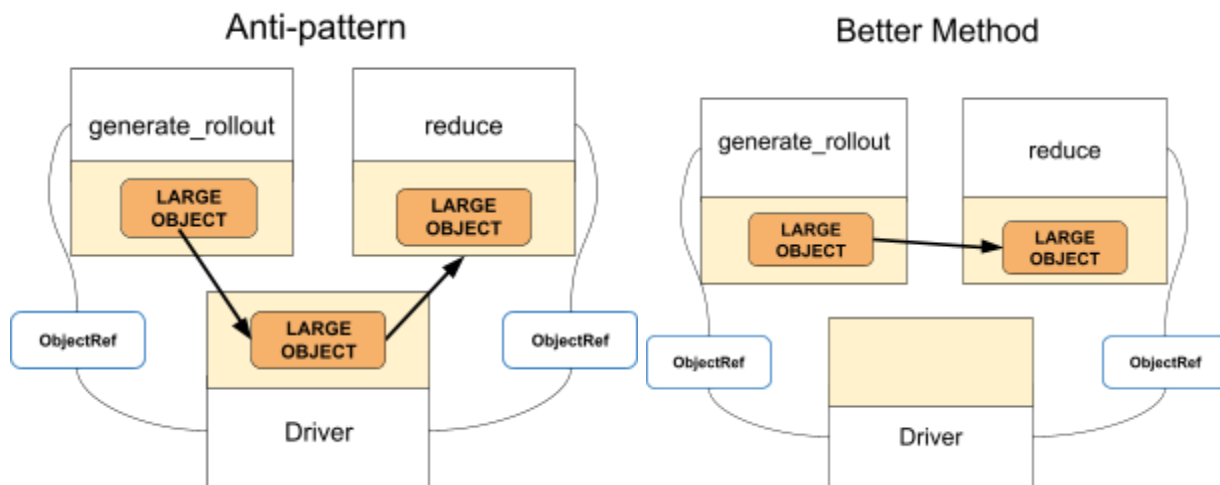 Anti-pattern
generate_rollout
reduce
LARGE
OBJECT
LARGE
OBJECT
LARGE
OBJECT
ObjectRef
ObjectRef
Driver
Better Method
generate_rollout
reduce
LARGE
OBJECT
LARGE
OBJECT
ObjectRef
ObjectRef
Driver